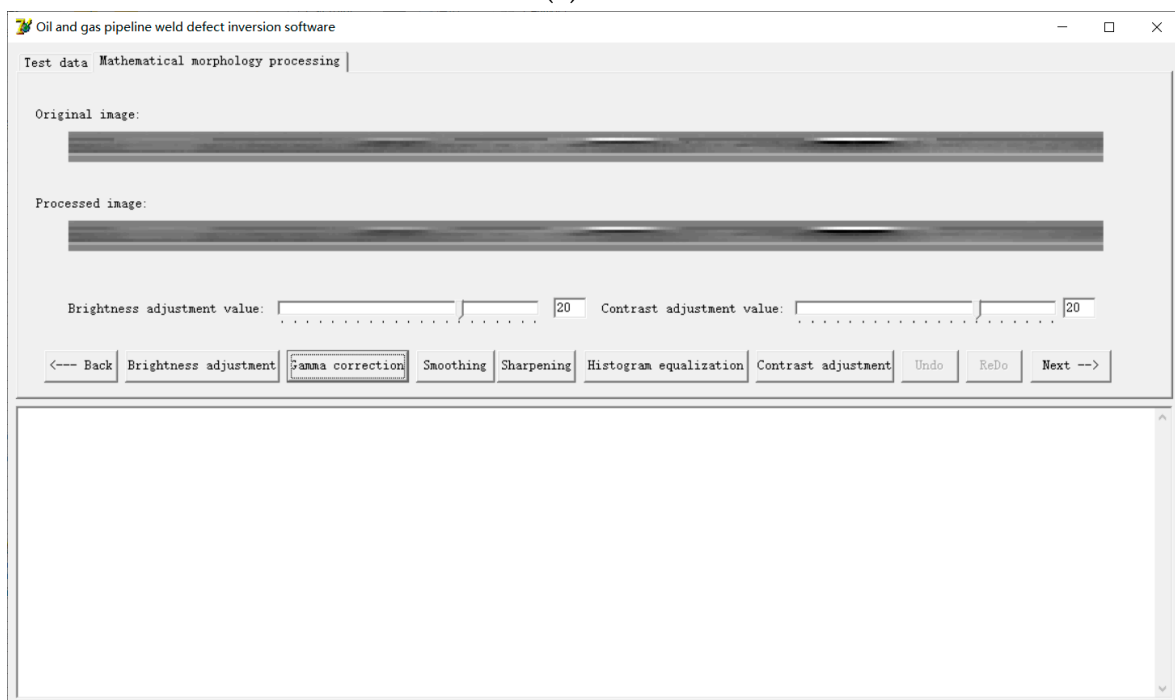 Oil and gas pipeline weld defect inversion software
Test data Mathematical morphology processing
Original image:
Processed image:
Brightness adjustment value: 20 Contrast adjustment value: 20
<--- Back Brightness adjustment Gamma correction Smoothing Sharpening Histogram equalization Contrast adjustment Undo ReDo Next -->